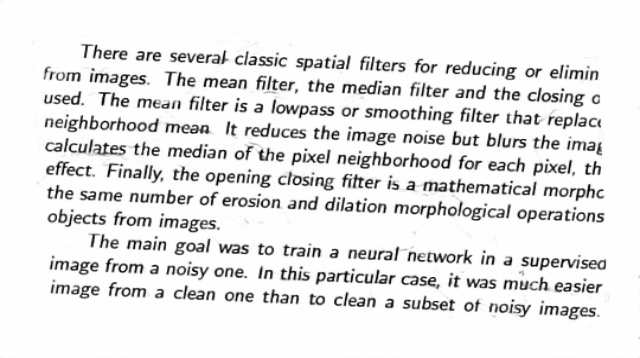 There are several classic spatial filters for reducing or elimin
from images. The mean filter, the median filter and the closing o
used. The mean filter is a lowpass or smoothing filter that replac
neighborhood mean It reduces the image noise but blurs the imag
calculates the median of the pixel neighborhood for each pixel, th
effect. Finally, the opening closing filter is a mathematical morpho
the same number of erosion and dilation morphological operations
objects from images.
The main goal was to train a neural network in a supervised
image from a noisy one. In this particular case, it was much easier
image from a clean one than to clean a subset of noisy images.